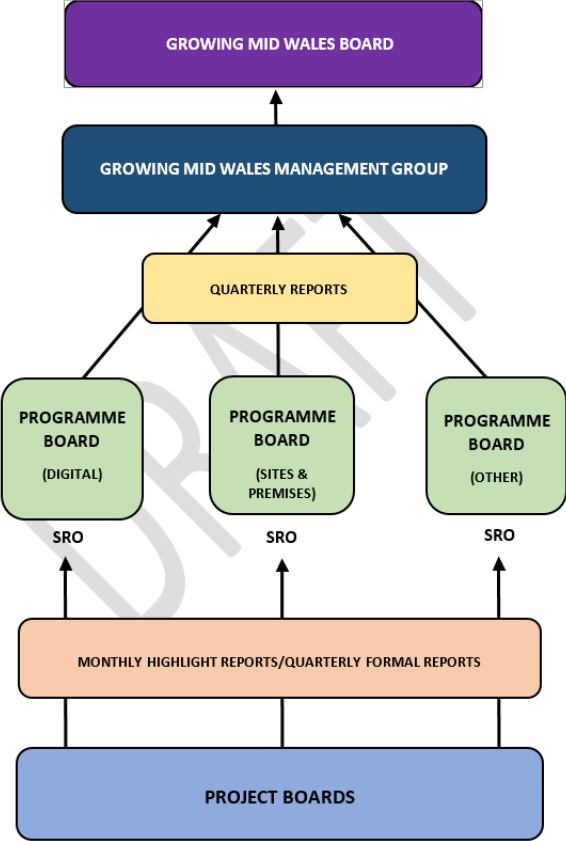 GROWING MID WALES BOARD
GROWING MID WALES MANAGEMENT GROUP
QUARTERLY REPORTS
PROGRAMME
BOARD
(DIGITAL)
PROGRAMME
BOARD
(SITES &
PREMISES)
PROGRAMME
BOARD
(OTHER)
SRO
SRO
SRO
MONTHLY HIGHLIGHT REPORTS/QUARTERLY FORMAL REPORTS
PROJECT BOARDS
DRAFT